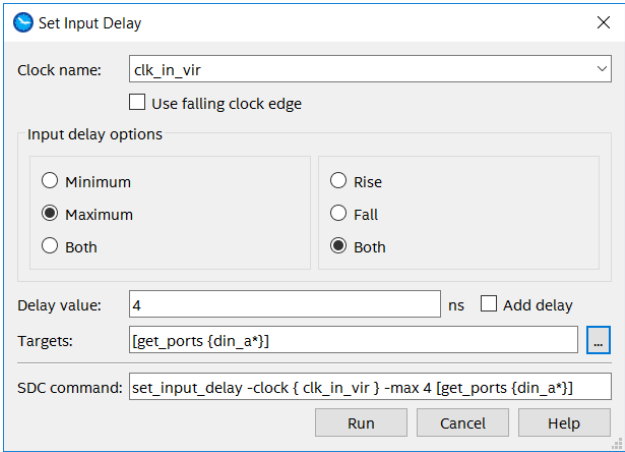 Set Input Delay
Clock name: clk_in_vir
Use falling clock edge
Input delay options
Minimum
Maximum
Both
Rise
Fall
Both
Delay value: 4 ns Add delay
Targets: [get_ports {din_a*}] ...
SDC command: set_input_delay -clock { clk_in_vir } -max 4 [get_ports {din_a*}]
Run Cancel Help